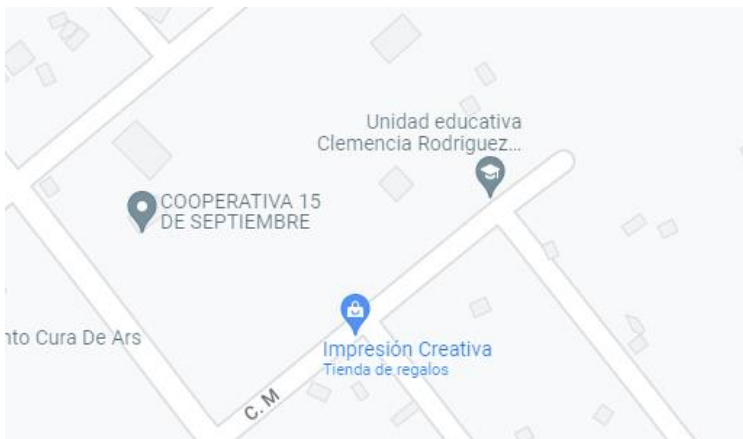 Unidad educativa
Clemencia Rodriguez...
COOPERATIVA 15
DE SEPTIEMBRE
nto Cura De Ars
Impresión Creativa
Tienda de regalos
C. M